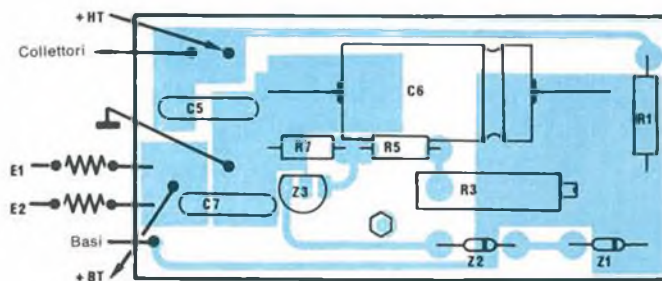 + HT
Collettori
C5
C6
R1
R7
R5
E1
Z3
R3
E2
C7
Basi
Z2
Z1
+ BT